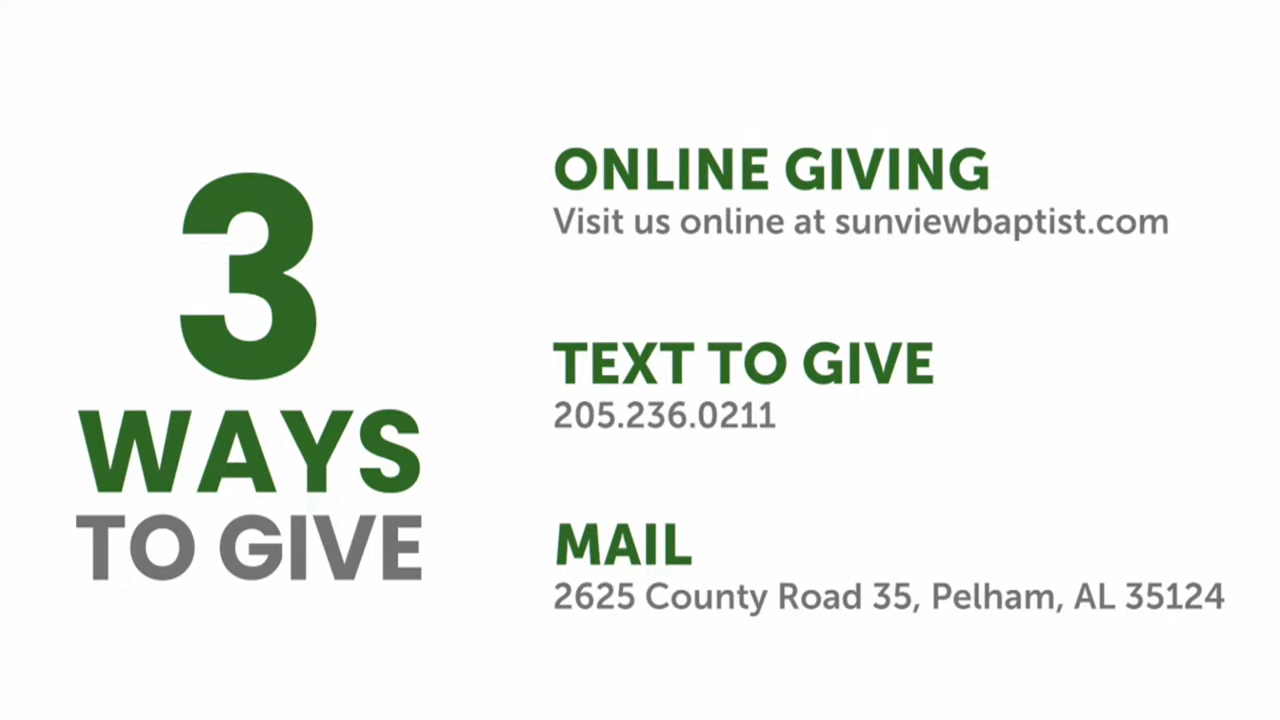 3
WAYS
TO GIVE
ONLINE GIVING
Visit us online at sunviewbaptist.com
TEXT TO GIVE
205.236.0211
MAIL
2625 County Road 35, Pelham, AL 35124